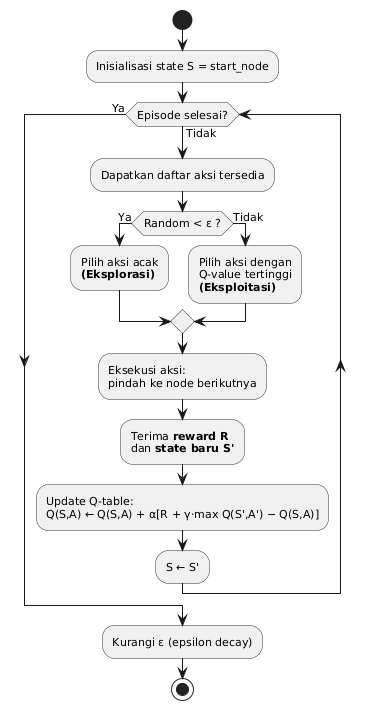 Inisialisasi state S = start_node
Ya
Episode selesai?
Tidak
Dapatkan daftar aksi tersedia
Ya
Random < ε ?
Tidak
Pilih aksi acak
(Eksplorasi)
Pilih aksi dengan
Q-value tertinggi
(Eksploitasi)
Eksekusi aksi:
pindah ke node berikutnya
Terima reward R
dan state baru S'
Update Q-table:
Q(S,A) ← Q(S,A) + α[R + γ·max Q(S',A') − Q(S,A)]
S ← S'
Kurangi ε (epsilon decay)